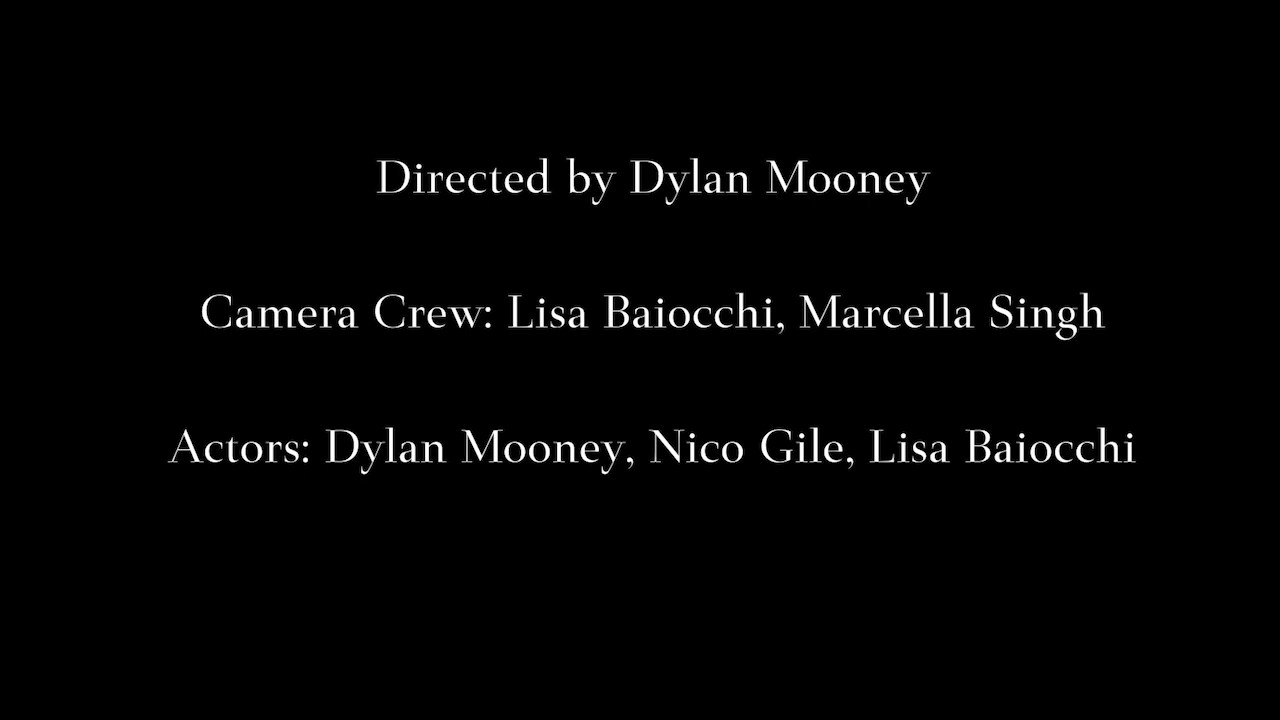 Directed by Dylan Mooney
Camera Crew: Lisa Baiocchi, Marcella Singh
Actors: Dylan Mooney, Nico Gile, Lisa Baiocchi